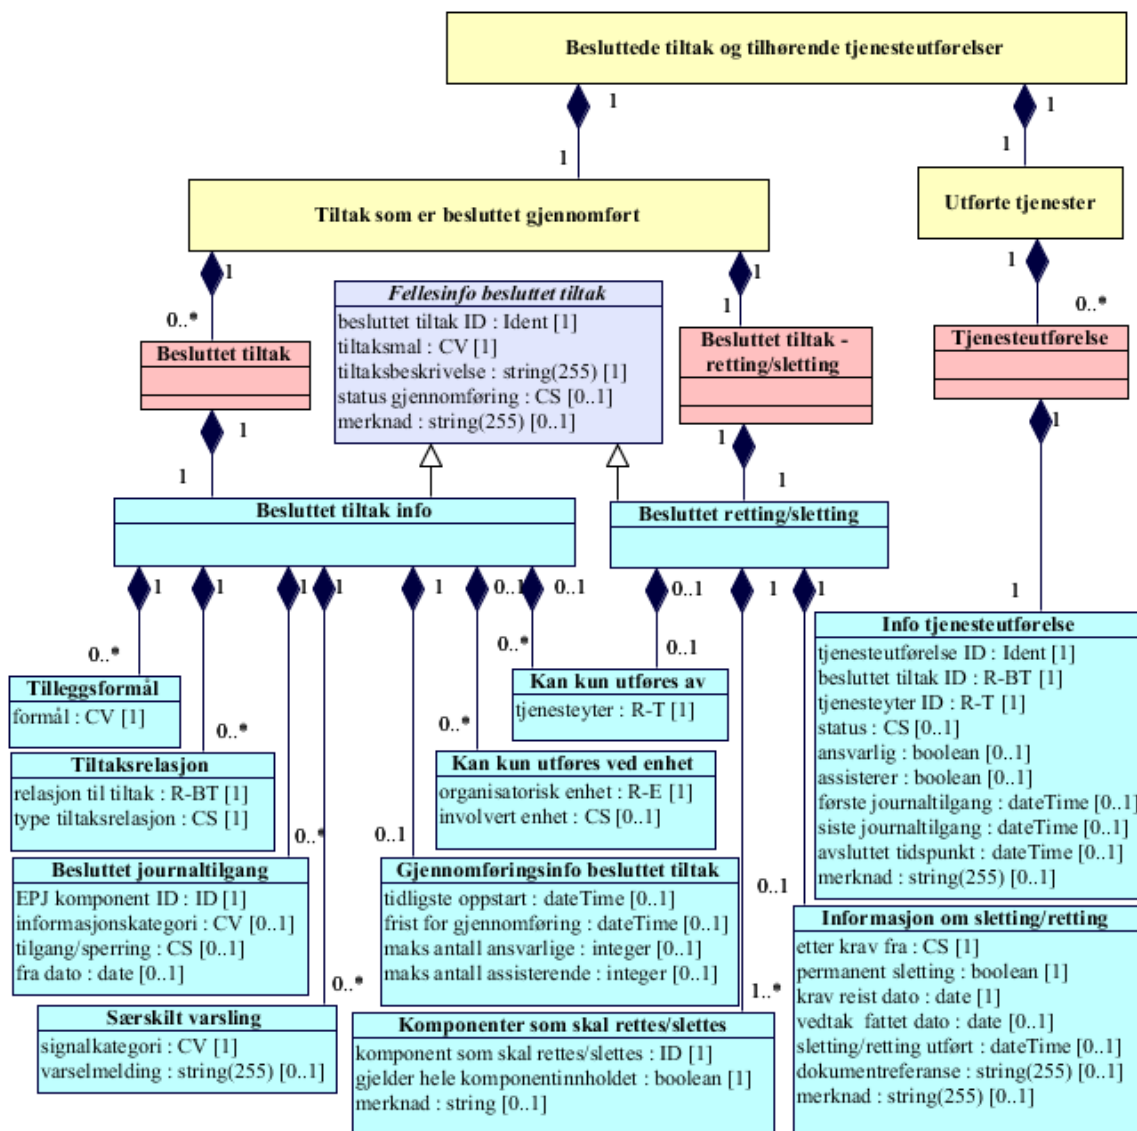 Besluttede tiltak og tilhørende tjenesteutførelser
1
1
1
1
Tiltak som er besluttet gjennomført
Utførte tjenester
1
1
1
0..*
1
0..*
Fellesinfo besluttet tiltak
besluttet tiltak ID : Ident [1]
tiltaksmal : CV [1]
tiltaksbeskrivelse : string(255) [1]
status gjennomføring : CS [0..1]
merknad : string(255) [0..1]
Besluttet tiltak
Besluttet tiltak -
retting/sletting
Tjenesteutførelse
1
1
1
1
1
1
Besluttet tiltak info
Besluttet retting/sletting
1
1
1
1
1
0..1
0..1
0..1
1
1
0..*
0..*
0..1
Tilleggsformål
formål : CV [1]
Kan kun utføres av
tjenesteyter : R-T [1]
Info tjenesteutførelse
tjenesteutførelse ID : Ident [1]
besluttet tiltak ID : R-BT [1]
tjenesteyter ID : R-T [1]
status : CS [0..1]
ansvarlig : boolean [0..1]
assisterer : boolean [0..1]
første journaltilgang : dateTime [0..1]
siste journaltilgang : dateTime [0..1]
avsluttet tidspunkt : dateTime [0..1]
merknad : string(255) [0..1]
0..*
0..*
Tiltaksrelasjon
relasjon til tiltak : R-BT [1]
type tiltaksrelasjon : CS [1]
Kan kun utføres ved enhet
organisatorisk enhet : R-E [1]
involvert enhet : CS [0..1]
0..*
0..1
Besluttet journaltilgang
EPJ komponent ID : ID [1]
informasjonskategori : CV [0..1]
tilgang/sperring : CS [0..1]
fra dato : date [0..1]
Gjennomføringsinfo besluttet tiltak
tidligste oppstart : dateTime [0..1]
frist for gjennomføring : dateTime [0..1]
maks antall ansvarlige : integer [0..1]
maks antall assisterende : integer [0..1]
0..1
Informasjon om sletting/retting
etter krav fra : CS [1]
permanent sletting : boolean [1]
krav reist dato : date [1]
vedtak fattet dato : date [0..1]
sletting/retting utført : dateTime [0..1]
dokumentreferanse : string(255) [0..1]
merknad : string(255) [0..1]
0..*
1..*
Særskilt varsling
signalkategori : CV [1]
varselmelding : string(255) [0..1]
Komponenter som skal rettes/slettes
komponent som skal rettes/slettes : ID [1]
gjelder hele komponentinnholdet : boolean [1]
merknad : string [0..1]